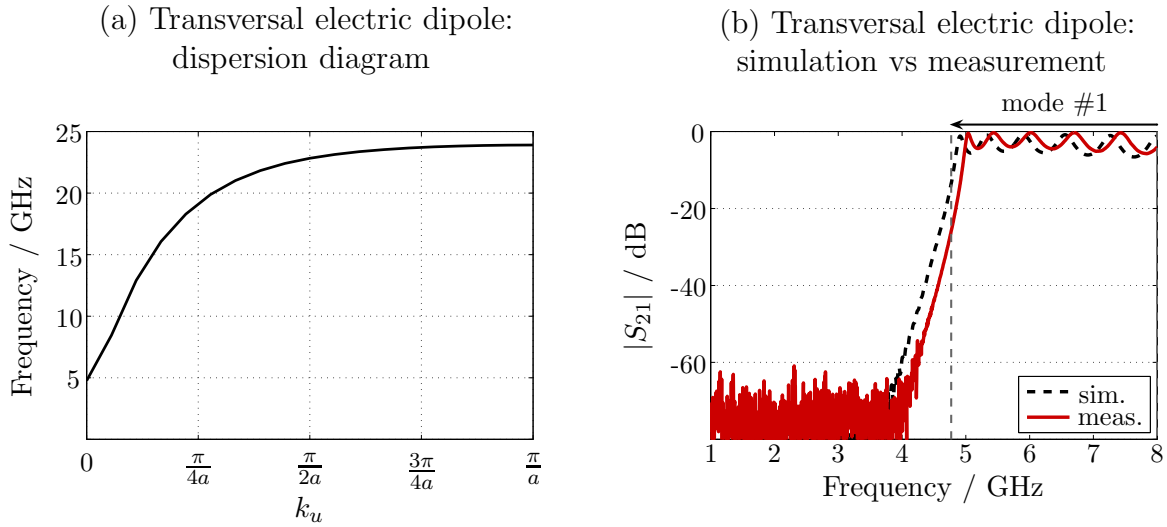 (a) Transversal electric dipole:
dispersion diagram
Frequency / GHz
25
20
15
10
5
0
π/4a
π/2a
3π/4a
π/a
k_u
(b) Transversal electric dipole:
simulation vs measurement
mode #1
|S_21| / dB
0
-20
-40
-60
sim.
meas.
1 2 3 4 5 6 7 8
Frequency / GHz